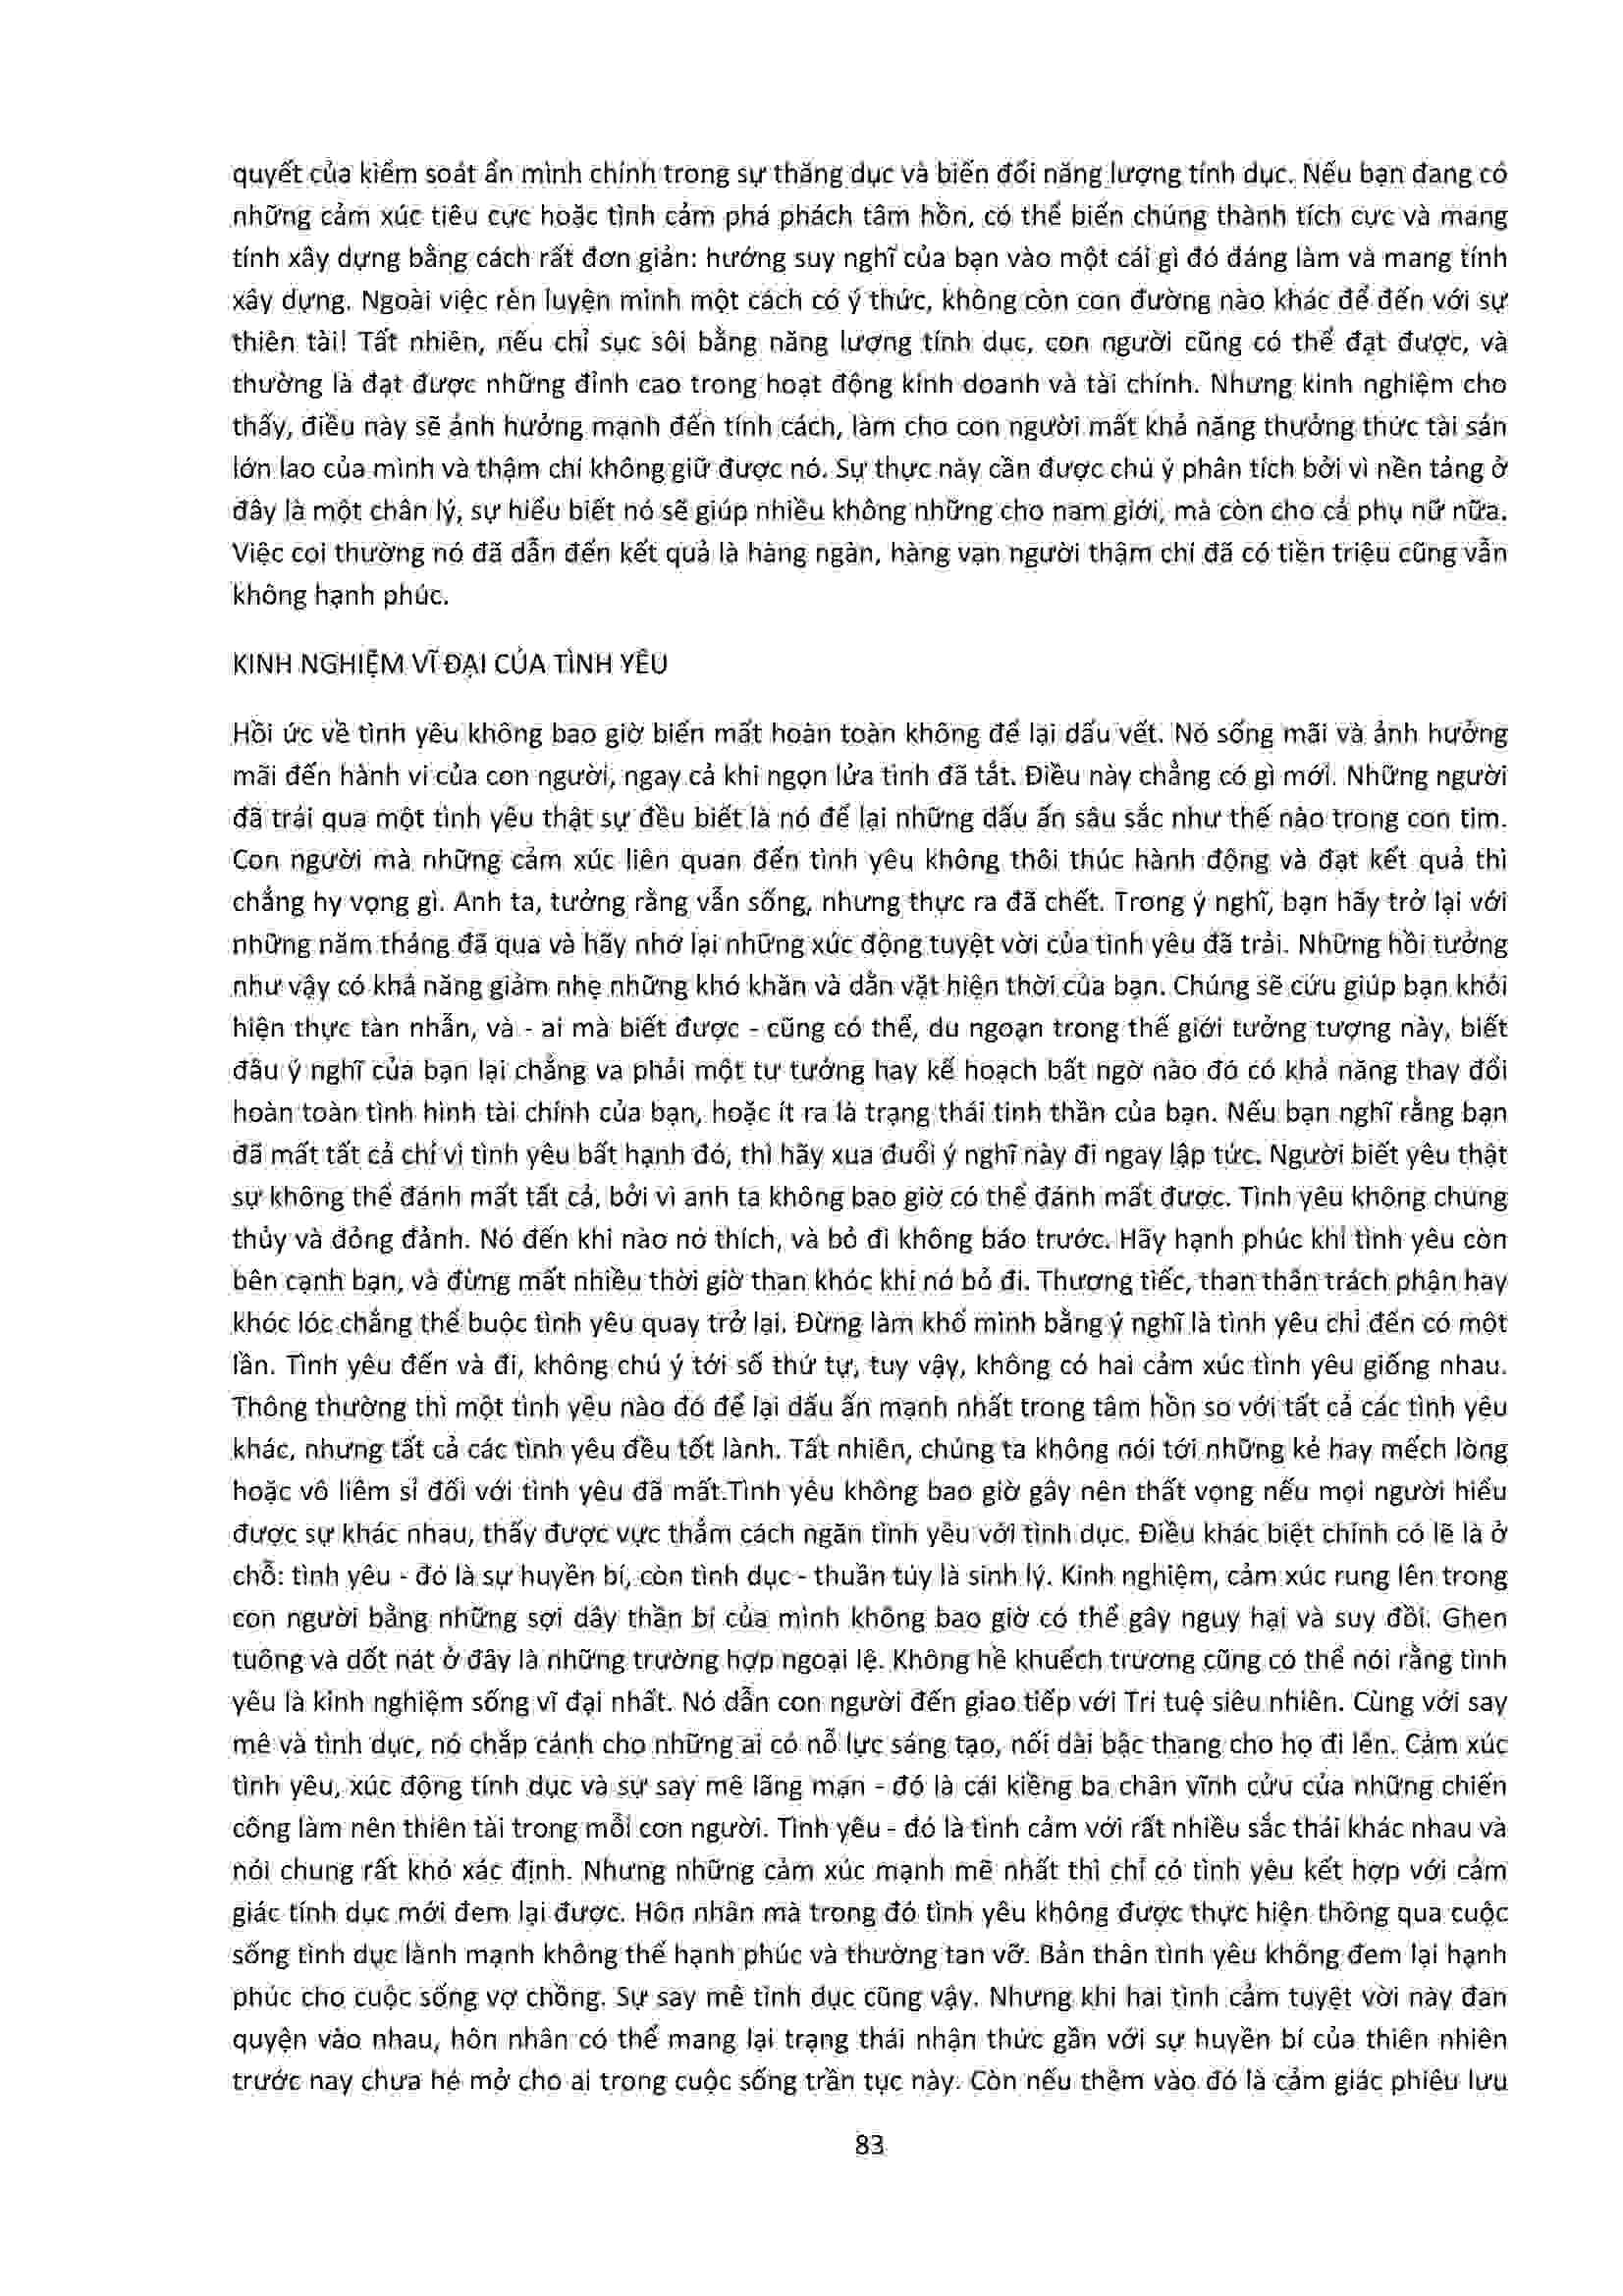 quyết của kiểm soát ẩn mình chính trong sự thăng dục và biến đổi năng lượng tính dục. Nếu bạn đang có
những cảm xúc tiêu cực hoặc tình cảm phá phách tâm hồn, có thể biến chúng thành tích cực và mang
tính xây dựng bằng cách rất đơn giản: hướng suy nghĩ của bạn vào một cái gì đó đáng làm và mang tính
xây dựng. Ngoài việc rèn luyện mình một cách có ý thức, không còn con đường nào khác để đến với sự
thiên tài! Tất nhiên, nếu chỉ sục sôi bằng năng lượng tính dục, con người cũng có thể đạt được, và
thường là đạt được những đỉnh cao trong hoạt động kinh doanh và tài chính. Nhưng kinh nghiệm cho
thấy, điều này sẽ ảnh hưởng mạnh đến tính cách, làm cho con người mất khả năng thưởng thức tài sản
lớn lao của mình và thậm chí không giữ được nó. Sự thực này cần được chú ý phân tích bởi vì nền tảng ở
đây là một chân lý, sự hiểu biết nó sẽ giúp nhiều không những cho nam giới, mà còn cho cả phụ nữ nữa.
Việc coi thường nó đã dẫn đến kết quả là hàng ngàn, hàng vạn người thậm chí đã có tiền triệu cũng vẫn
không hạnh phúc.
KINH NGHIỆM VĨ ĐẠI CỦA TÌNH YÊU
Hồi ức về tình yêu không bao giờ biến mất hoàn toàn không để lại dấu vết. Nó sống mãi và ảnh hưởng
mãi đến hành vi của con người, ngay cả khi ngọn lửa tình đã tắt. Điều này chẳng có gì mới. Những người
đã trải qua một tình yêu thật sự đều biết là nó để lại những dấu ấn sâu sắc như thế nào trong con tim.
Con người mà những cảm xúc liên quan đến tình yêu không thôi thúc hành động và đạt kết quả thì
chẳng hy vọng gì. Anh ta, tưởng rằng vẫn sống, nhưng thực ra đã chết. Trong ý nghĩ, bạn hãy trở lại với
những năm tháng đã qua và hãy nhớ lại những xúc động tuyệt vời của tình yêu đã trải. Những hồi tưởng
như vậy có khả năng giảm nhẹ những khó khăn và dằn vặt hiện thời của bạn. Chúng sẽ cứu giúp bạn khỏi
hiện thực tàn nhẫn, và - ai mà biết được - cũng có thể, du ngoạn trong thế giới tưởng tượng này, biết
đâu ý nghĩ của bạn lại chẳng va phải một tư tưởng hay kế hoạch bất ngờ nào đó có khả năng thay đổi
hoàn toàn tình hình tài chính của bạn, hoặc ít ra là trạng thái tinh thần của bạn. Nếu bạn nghĩ rằng bạn
đã mất tất cả chỉ vì tình yêu bất hạnh đó, thì hãy xua đuổi ý nghĩ này đi ngay lập tức. Người biết yêu thật
sự không thể đánh mất tất cả, bởi vì anh ta không bao giờ có thể đánh mất được. Tình yêu không chung
thủy và đỏng đảnh. Nó đến khi nào nó thích, và bỏ đi không báo trước. Hãy hạnh phúc khi tình yêu còn
bên cạnh bạn, và đừng mất nhiều thời giờ than khóc khi nó bỏ đi. Thương tiếc, than thân trách phận hay
khóc lóc chẳng thể buộc tình yêu quay trở lại. Đừng làm khổ mình bằng ý nghĩ là tình yêu chỉ đến có một
lần. Tình yêu đến và đi, không chú ý tới số thứ tự, tuy vậy, không có hai cảm xúc tình yêu giống nhau.
Thông thường thì một tình yêu nào đó để lại dấu ấn mạnh nhất trong tâm hồn so với tất cả các tình yêu
khác, nhưng tất cả các tình yêu đều tốt lành. Tất nhiên, chúng ta không nói tới những kẻ hay mếch lòng
hoặc vô liêm sỉ đối với tình yêu đã mất.Tình yêu không bao giờ gây nên thất vọng nếu mọi người hiểu
được sự khác nhau, thấy được vực thẳm cách ngăn tình yêu với tình dục. Điều khác biệt chính có lẽ là ở
chỗ: tình yêu - đó là sự huyền bí, còn tình dục - thuần túy là sinh lý. Kinh nghiệm, cảm xúc rung lên trong
con người bằng những sợi dây thần bí của mình không bao giờ có thể gây nguy hại và suy đồi. Ghen
tuông và dốt nát ở đây là những trường hợp ngoại lệ. Không hề khuếch trương cũng có thể nói rằng tình
yêu là kinh nghiệm sống vĩ đại nhất. Nó dẫn con người đến giao tiếp với Trí tuệ siêu nhiên. Cùng với say
mê và tình dục, nó chắp cánh cho những ai có nỗ lực sáng tạo, nối dài bậc thang cho họ đi lên. Cảm xúc
tình yêu, xúc động tính dục và sự say mê lãng mạn - đó là cái kiềng ba chân vĩnh cửu của những chiến
công làm nên thiên tài trong mỗi con người. Tình yêu - đó là tình cảm với rất nhiều sắc thái khác nhau và
nói chung rất khó xác định. Nhưng những cảm xúc mạnh mẽ nhất thì chỉ có tình yêu kết hợp với cảm
giác tính dục mới đem lại được. Hôn nhân mà trong đó tình yêu không được thực hiện thông qua cuộc
sống tình dục lành mạnh không thể hạnh phúc và thường tan vỡ. Bản thân tình yêu không đem lại hạnh
phúc cho cuộc sống vợ chồng. Sự say mê tình dục cũng vậy. Nhưng khi hai tình cảm tuyệt vời này đan
quyện vào nhau, hôn nhân có thể mang lại trạng thái nhận thức gần với sự huyền bí của thiên nhiên
trước nay chưa hé mở cho ai trong cuộc sống trần tục này. Còn nếu thêm vào đó là cảm giác phiêu lưu
83